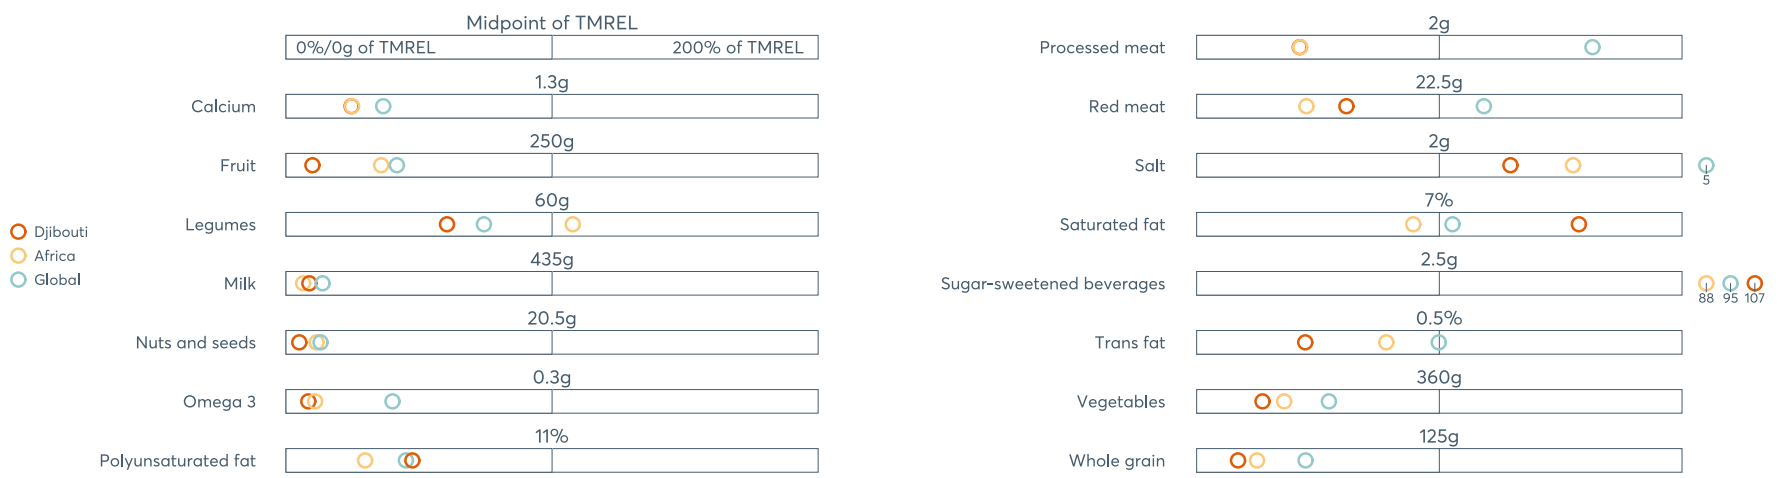 Midpoint of TMREL
0%/0g of TMREL
200% of TMREL
1.3g
Calcium
250g
Fruit
60g
Legumes
435g
Milk
20.5g
Nuts and seeds
0.3g
Omega 3
11%
Polyunsaturated fat
Djibouti
Africa
Global
2g
Processed meat
22.5g
Red meat
2g
Salt
5
7%
Saturated fat
2.5g
Sugar-sweetened beverages
88 95 107
0.5%
Trans fat
360g
Vegetables
125g
Whole grain